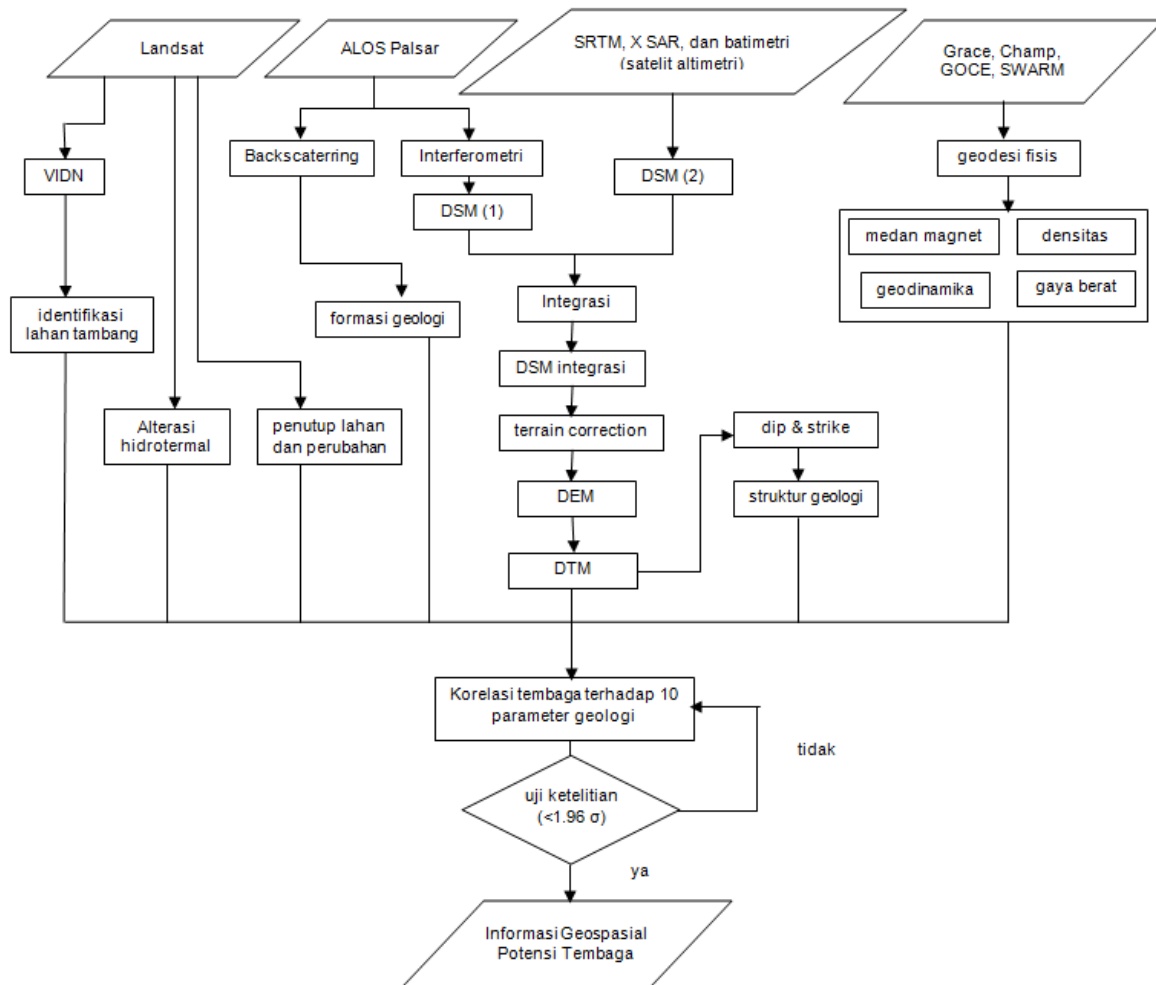 Landsat
ALOS Palsar
SRTM, X SAR, dan batimetri
(satelit altimetri)
Grace, Champ,
GOCE, SWARM
VIDN
Backscaterring
Interferometri
DSM (1)
DSM (2)
geodesi fisis
medan magnet
densitas
geodinamika
gaya berat
identifikasi
lahan tambang
formasi geologi
Integrasi
DSM integrasi
Alterasi
hidrotermal
penutup lahan
dan perubahan
terrain correction
dip & strike
DEM
struktur geologi
DTM
Korelasi tembaga terhadap 10
parameter geologi
tidak
uji ketelitian
(<1.96 σ)
ya
Informasi Geospasial
Potensi Tembaga